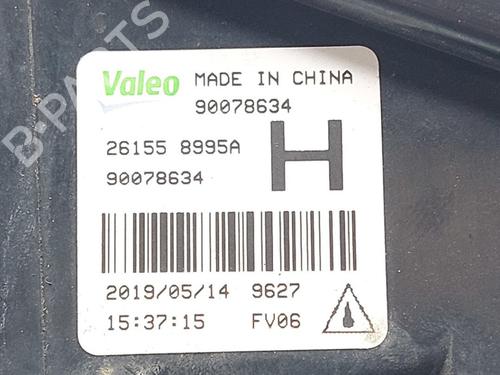 Valeo MADE IN CHINA
90078634
26155 8995A
H
90078634
2019/05/14 9627
15:37:15 FV06
B-PARTS